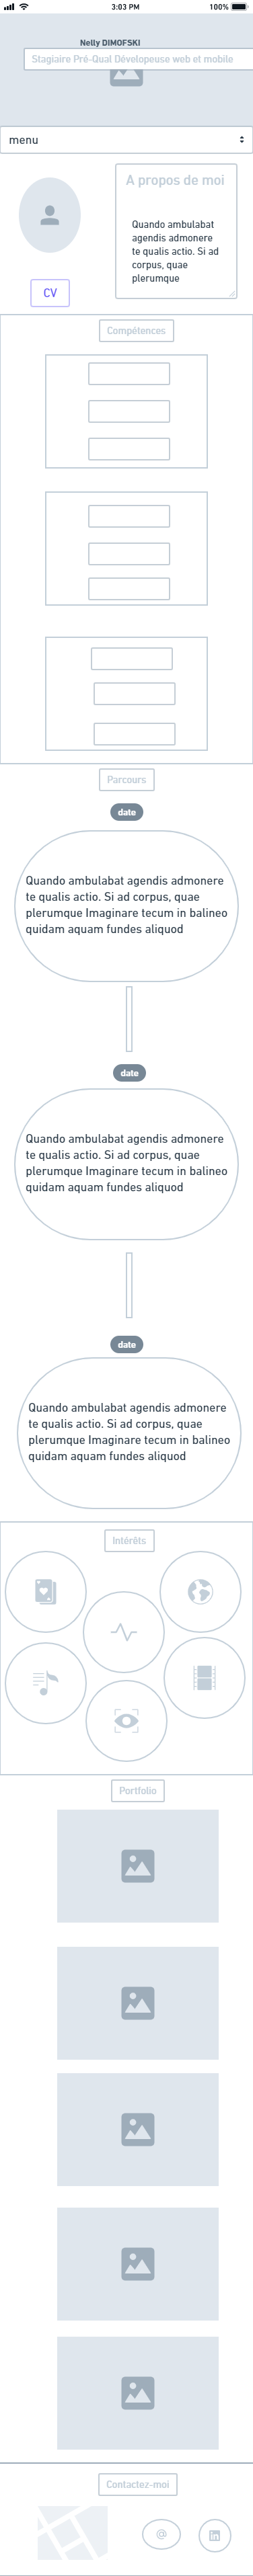 3:03 PM
100%
Nelly DIMOFSKI
Stagiaire Pré-Qual Dévelopeuse web et mobile
menu
A propos de moi
Quando ambulabat
agendis admonere
te qualis actio. Si ad
corpus, quae
plerumque
CV
Compétences
Parcours
date
Quando ambulabat agendis admonere
te qualis actio. Si ad corpus, quae
plerumque Imaginare tecum in balineo
quidam aquam fundes aliquod
date
Quando ambulabat agendis admonere
te qualis actio. Si ad corpus, quae
plerumque Imaginare tecum in balineo
quidam aquam fundes aliquod
date
Quando ambulabat agendis admonere
te qualis actio. Si ad corpus, quae
plerumque Imaginare tecum in balineo
quidam aquam fundes aliquod
Intérêts
Portfolio
Contactez-moi
@
in